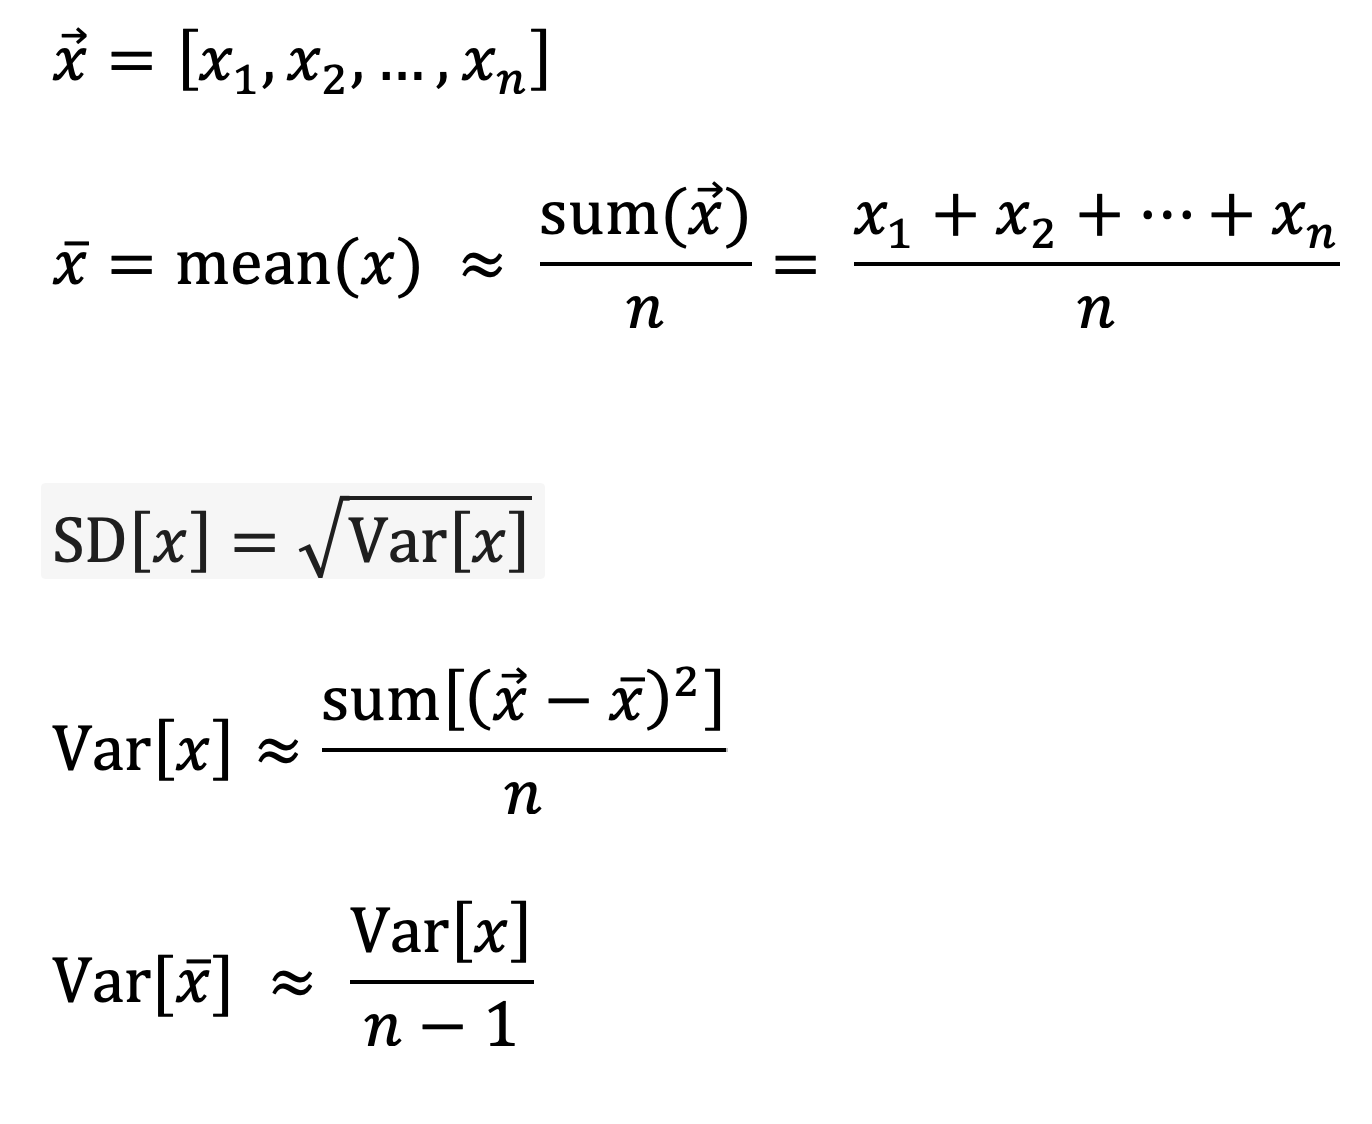 x⃗ = [x₁, x₂, … , xₙ]
x̄ = mean(x) ≈ sum(x⃗)/n = (x₁ + x₂ + ⋯ + xₙ)/n
SD[x] = √Var[x]
Var[x] ≈ sum[(x⃗ − x̄)²]/n
Var[x̄] ≈ Var[x]/(n − 1)